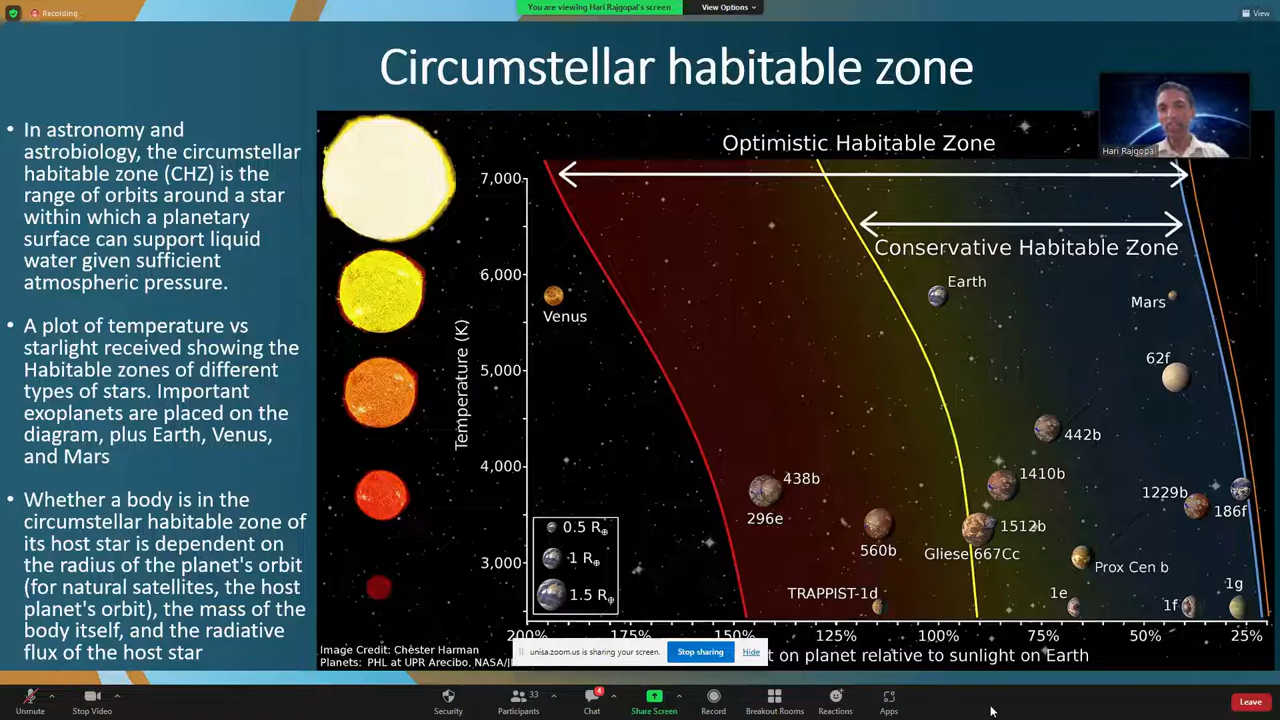 Recording
You are viewing Hari Rajgopal's screen
View Options
View
Circumstellar habitable zone
• In astronomy and
astrobiology, the circumstellar
habitable zone (CHZ) is the
range of orbits around a star
within which a planetary
surface can support liquid
water given sufficient
atmospheric pressure.
• A plot of temperature vs
starlight received showing the
Habitable zones of different
types of stars. Important
exoplanets are placed on the
diagram, plus Earth, Venus,
and Mars
• Whether a body is in the
circumstellar habitable zone of
its host star is dependent on
the radius of the planet's orbit
(for natural satellites, the host
planet's orbit), the mass of the
body itself, and the radiative
flux of the host star
Hari Rajgopal
Optimistic Habitable Zone
Conservative Habitable Zone
Temperature (K)
7,000
6,000
5,000
4,000
3,000
Venus
Earth
Mars
62f
442b
438b
296e
1410b
1229b
186f
560b
1512b
Gliese 667Cc
Prox Cen b
TRAPPIST-1d
1e
1f
1g
0.5 R⊕
1 R⊕
1.5 R⊕
200%
175%
150%
125%
100%
75%
50%
25%
on planet relative to sunlight on Earth
Image Credit: Chester Harman
Planets: PHL at UPR Arecibo, NASA/J
unisa.zoom.us is sharing your screen.
Stop sharing
Hide
Unmute
Stop Video
Security
Participants
33
Chat
4
Share Screen
Record
Breakout Rooms
Reactions
Apps
Leave